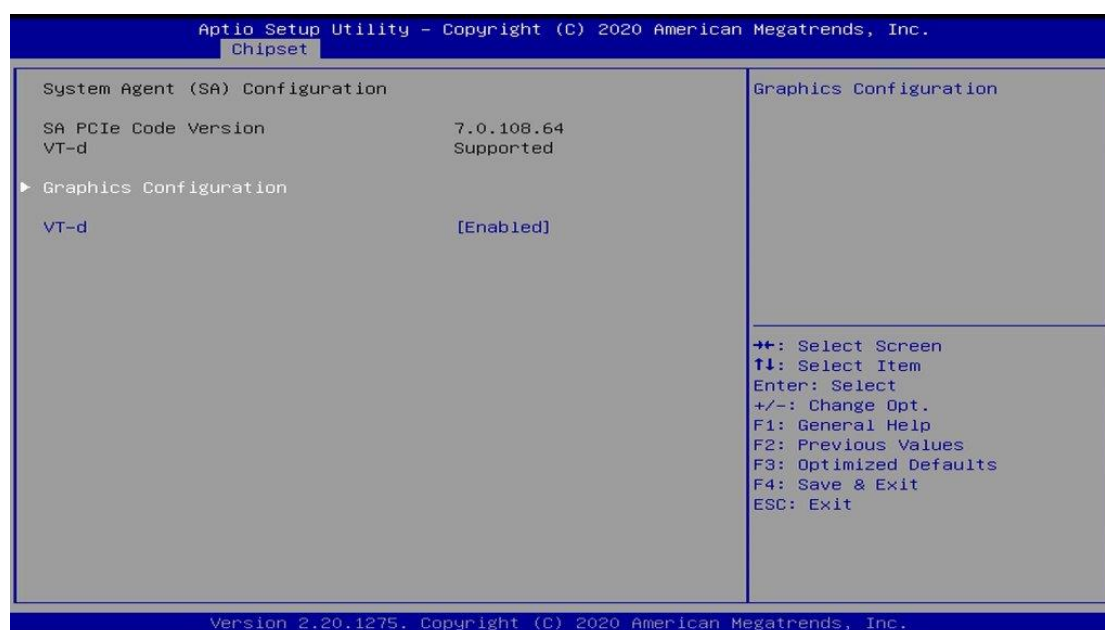 Aptio Setup Utility – Copyright (C) 2020 American Megatrends, Inc.
Chipset
System Agent (SA) Configuration
SA PCIe Code Version 7.0.108.64
VT-d Supported
▶ Graphics Configuration
VT-d [Enabled]
Graphics Configuration
→←: Select Screen
↑↓: Select Item
Enter: Select
+/-: Change Opt.
F1: General Help
F2: Previous Values
F3: Optimized Defaults
F4: Save & Exit
ESC: Exit
Version 2.20.1275. Copyright (C) 2020 American Megatrends, Inc.